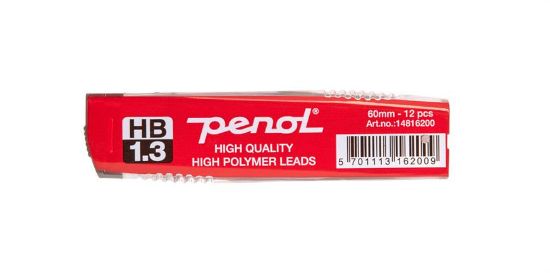 HB
1.3
penol®
HIGH QUALITY
HIGH POLYMER LEADS
60mm - 12 pcs
Art.no.:14816200
5 701113 162009